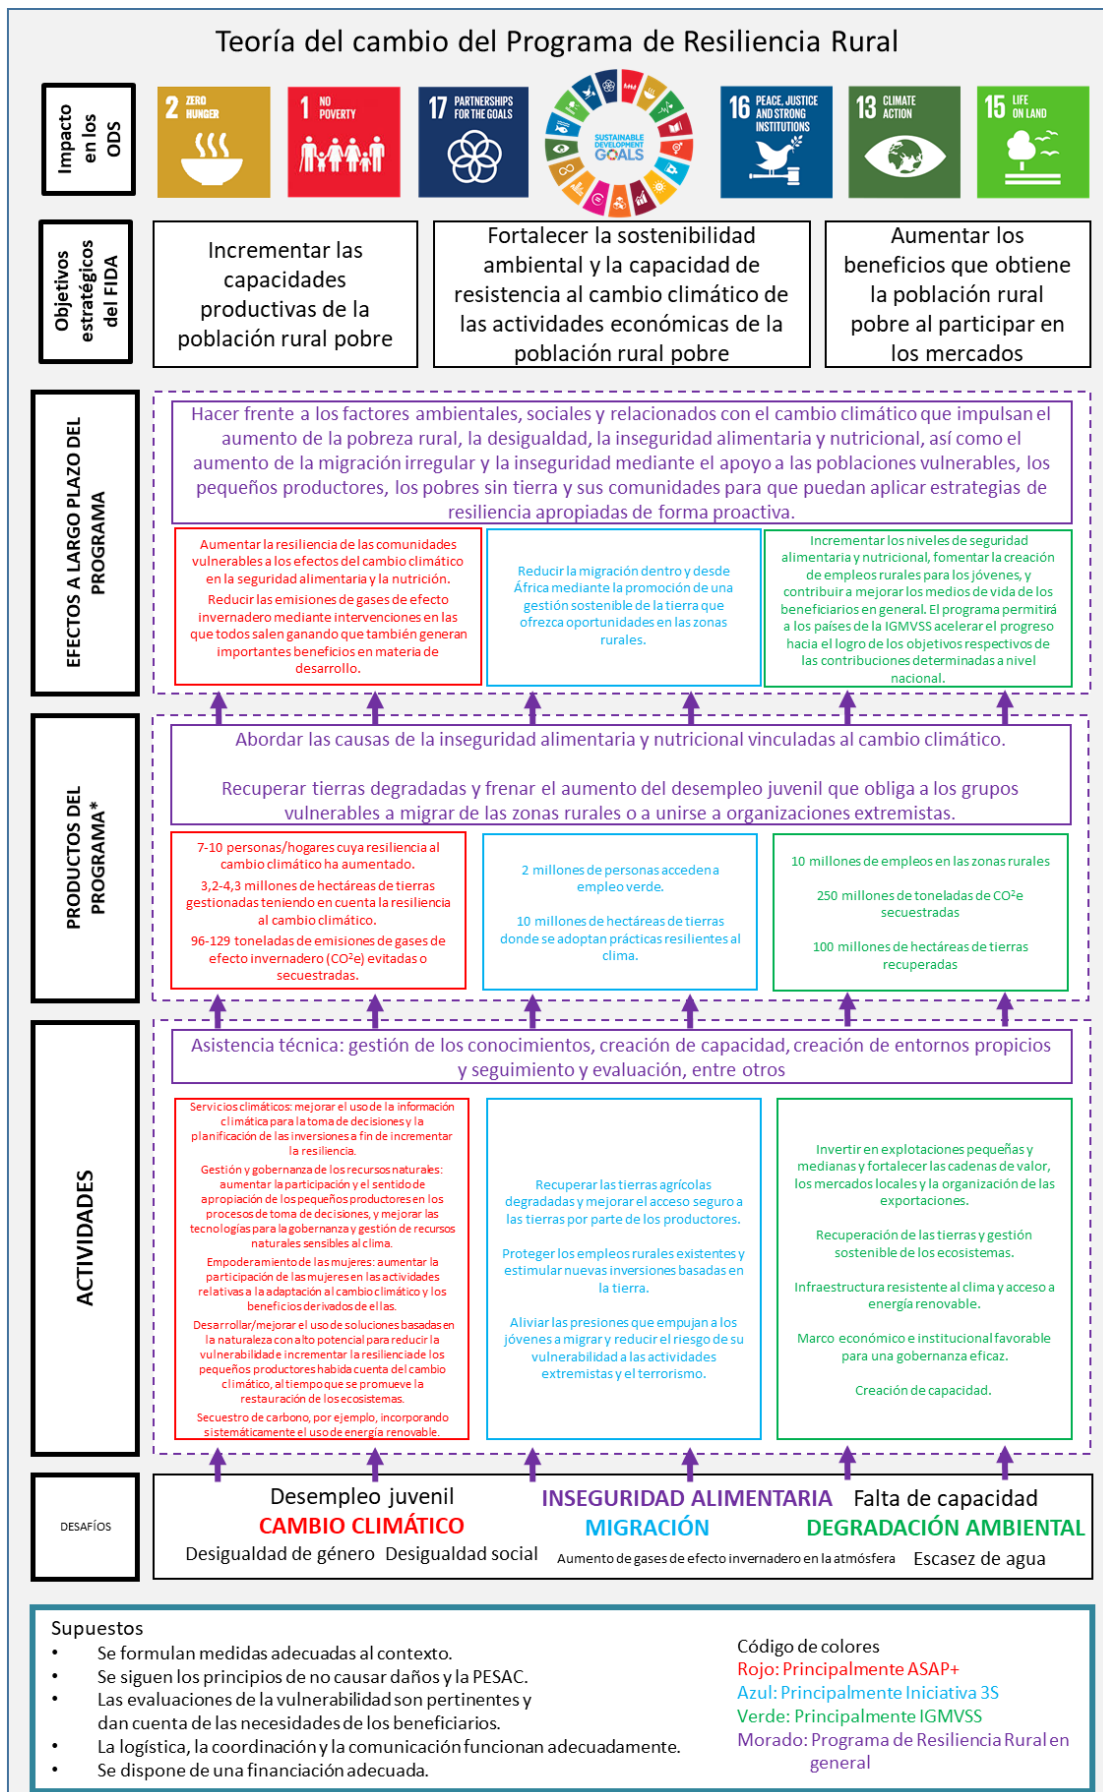 Teoría del cambio del Programa de Resiliencia Rural
Impacto
en los
ODS
2 ZERO
HUNGER
1 NO
POVERTY
17 PARTNERSHIPS
FOR THE GOALS
SUSTAINABLE
DEVELOPMENT
GOALS
16 PEACE, JUSTICE
AND STRONG
INSTITUTIONS
13 CLIMATE
ACTION
15 LIFE
ON LAND
Objetivos
estratégicos
del FIDA
Incrementar las
capacidades
productivas de la
población rural pobre
Fortalecer la sostenibilidad
ambiental y la capacidad de
resistencia al cambio climático de
las actividades económicas de la
población rural pobre
Aumentar los
beneficios que obtiene
la población rural
pobre al participar en
los mercados
EFECTOS A LARGO PLAZO DEL
PROGRAMA
Hacer frente a los factores ambientales, sociales y relacionados con el cambio climático que impulsan el
aumento de la pobreza rural, la desigualdad, la inseguridad alimentaria y nutricional, así como el
aumento de la migración irregular y la inseguridad mediante el apoyo a las poblaciones vulnerables, los
pequeños productores, los pobres sin tierra y sus comunidades para que puedan aplicar estrategias de
resiliencia apropiadas de forma proactiva.
Aumentar la resiliencia de las comunidades
vulnerables a los efectos del cambio climático
en la seguridad alimentaria y la nutrición.
Reducir las emisiones de gases de efecto
invernadero mediante intervenciones en las
que todos salen ganando que también generan
importantes beneficios en materia de
desarrollo.
Reducir la migración dentro y desde
África mediante la promoción de una
gestión sostenible de la tierra que
ofrezca oportunidades en las zonas
rurales.
Incrementar los niveles de seguridad
alimentaria y nutricional, fomentar la creación
de empleos rurales para los jóvenes, y
contribuir a mejorar los medios de vida de los
beneficiarios en general. El programa permitirá
a los países de la IGMVSS acelerar el progreso
hacia el logro de los objetivos respectivos de
las contribuciones determinadas a nivel
nacional.
PRODUCTOS DEL
PROGRAMA*
Abordar las causas de la inseguridad alimentaria y nutricional vinculadas al cambio climático.
Recuperar tierras degradadas y frenar el aumento del desempleo juvenil que obliga a los grupos
vulnerables a migrar de las zonas rurales o a unirse a organizaciones extremistas.
7-10 personas/hogares cuya resiliencia al
cambio climático ha aumentado.
3,2-4,3 millones de hectáreas de tierras
gestionadas teniendo en cuenta la resiliencia
al cambio climático.
96-129 toneladas de emisiones de gases de
efecto invernadero (CO²e) evitadas o
secuestradas.
2 millones de personas acceden a
empleo verde.
10 millones de hectáreas de tierras
donde se adoptan prácticas resilientes al
clima.
10 millones de empleos en las zonas rurales
250 millones de toneladas de CO²e
secuestradas
100 millones de hectáreas de tierras
recuperadas
ACTIVIDADES
Asistencia técnica: gestión de los conocimientos, creación de capacidad, creación de entornos propicios
y seguimiento y evaluación, entre otros
Servicios climáticos: mejorar el uso de la información
climática para la toma de decisiones y la
planificación de las inversiones a fin de incrementar
la resiliencia.
Gestión y gobernanza de los recursos naturales:
aumentar la participación y el sentido de
apropiación de los pequeños productores en los
procesos de toma de decisiones, y mejorar las
tecnologías para la gobernanza y gestión de recursos
naturales sensibles al clima.
Empoderamiento de las mujeres: aumentar la
participación de las mujeres en las actividades
relativas a la adaptación al cambio climático y los
beneficios derivados de ellas.
Desarrollar/mejorar el uso de soluciones basadas en
la naturaleza con alto potencial para reducir la
vulnerabilidad e incrementar la resiliencia de los
pequeños productores habida cuenta del cambio
climático, al tiempo que se promueve la
restauración de los ecosistemas.
Secuestro de carbono, por ejemplo, incorporando
sistemáticamente el uso de energía renovable.
Recuperar las tierras agrícolas
degradadas y mejorar el acceso seguro a
las tierras por parte de los productores.
Proteger los empleos rurales existentes y
estimular nuevas inversiones basadas en
la tierra.
Aliviar las presiones que empujan a los
jóvenes a migrar y reducir el riesgo de su
vulnerabilidad a las actividades
extremistas y el terrorismo.
Invertir en explotaciones pequeñas y
medianas y fortalecer las cadenas de valor,
los mercados locales y la organización de las
exportaciones.
Recuperación de las tierras y gestión
sostenible de los ecosistemas.
Infraestructura resistente al clima y acceso a
energía renovable.
Marco económico e institucional favorable
para una gobernanza eficaz.
Creación de capacidad.
DESAFÍOS
Desempleo juvenil
INSEGURIDAD ALIMENTARIA
Falta de capacidad
CAMBIO CLIMÁTICO
MIGRACIÓN
DEGRADACIÓN AMBIENTAL
Desigualdad de género Desigualdad social
Aumento de gases de efecto invernadero en la atmósfera
Escasez de agua
Supuestos
• Se formulan medidas adecuadas al contexto.
• Se siguen los principios de no causar daños y la PESAC.
• Las evaluaciones de la vulnerabilidad son pertinentes y
dan cuenta de las necesidades de los beneficiarios.
• La logística, la coordinación y la comunicación funcionan adecuadamente.
• Se dispone de una financiación adecuada.
Código de colores
Rojo: Principalmente ASAP+
Azul: Principalmente Iniciativa 3S
Verde: Principalmente IGMVSS
Morado: Programa de Resiliencia Rural en
general